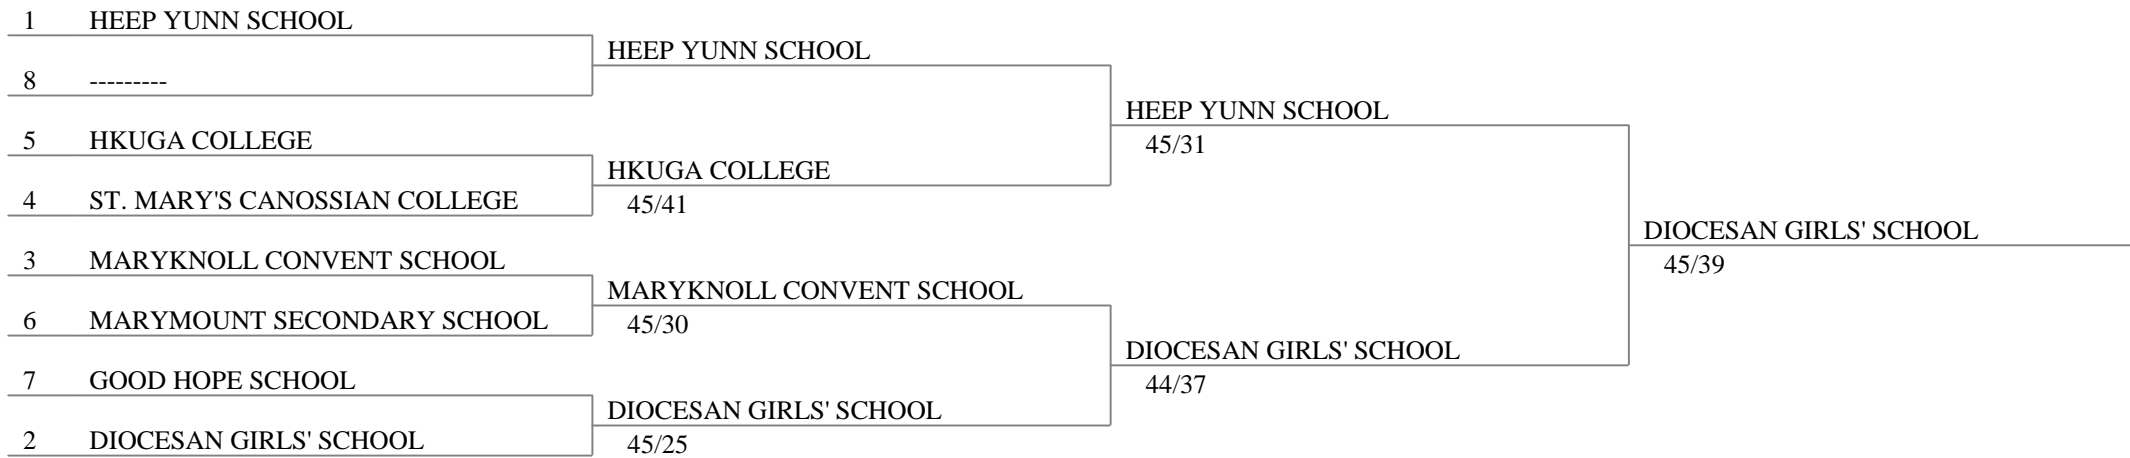 1 HEEP YUNN SCHOOL
HEEP YUNN SCHOOL
8 ---------
HEEP YUNN SCHOOL
45/31
5 HKUGA COLLEGE
HKUGA COLLEGE
45/41
4 ST. MARY'S CANOSSIAN COLLEGE
DIOCESAN GIRLS' SCHOOL
45/39
3 MARYKNOLL CONVENT SCHOOL
MARYKNOLL CONVENT SCHOOL
45/30
6 MARYMOUNT SECONDARY SCHOOL
DIOCESAN GIRLS' SCHOOL
44/37
7 GOOD HOPE SCHOOL
DIOCESAN GIRLS' SCHOOL
45/25
2 DIOCESAN GIRLS' SCHOOL